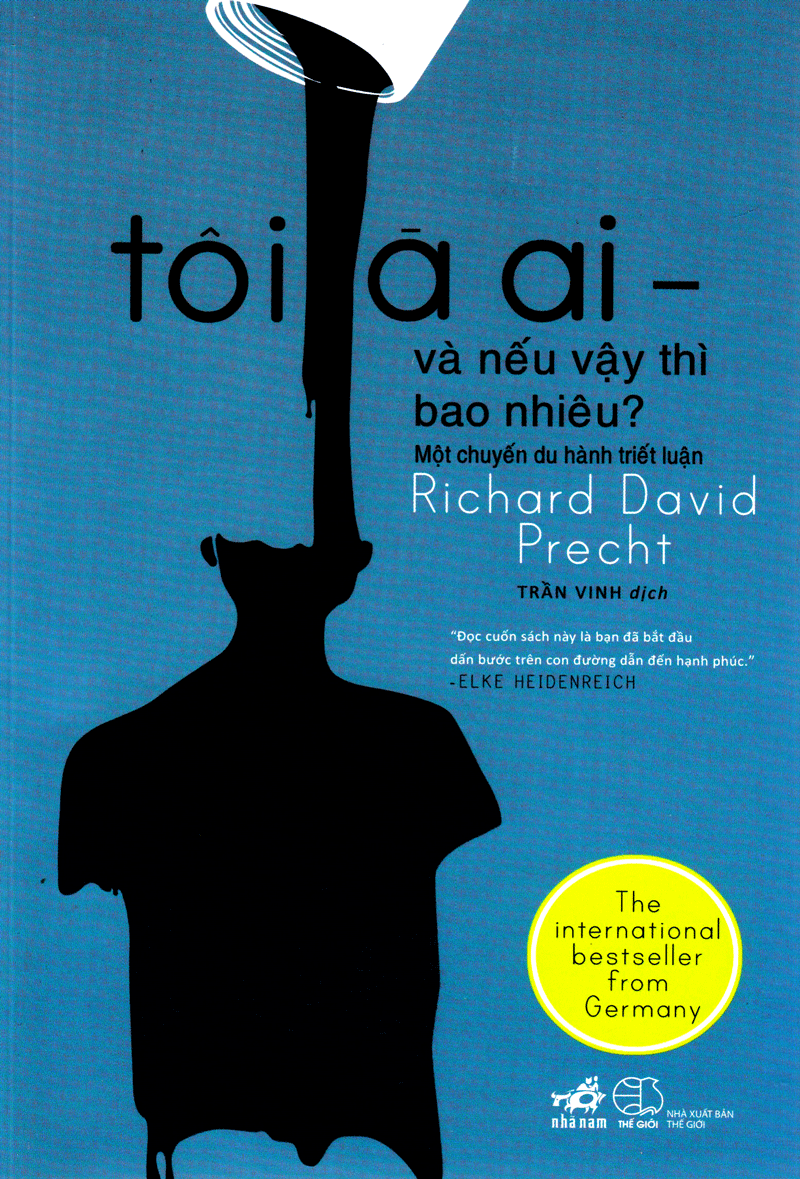 tôi là ai –
và nếu vậy thì
bao nhiêu?
Một chuyến du hành triết luận
Richard David
Precht
TRẦN VINH dịch
“Đọc cuốn sách này là bạn đã bắt đầu
dấn bước trên con đường dẫn đến hạnh phúc.”
-ELKE HEIDENREICH
The
international
bestseller
from
Germany
nhã nam
THẾ GIỚI
NHÀ XUẤT BẢN
THẾ GIỚI